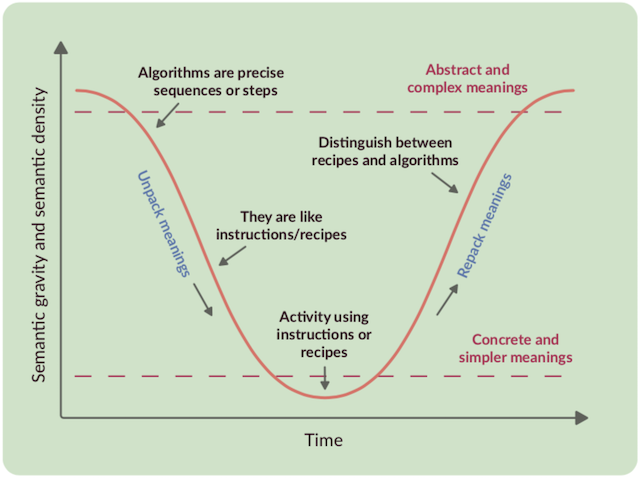 Algorithms are precise
sequences or steps
Abstract and
complex meanings
Distinguish between
recipes and algorithms
Unpack meanings
They are like
instructions/recipes
Repack meanings
Activity using
instructions or
recipes
Concrete and
simpler meanings
Semantic gravity and semantic density
Time